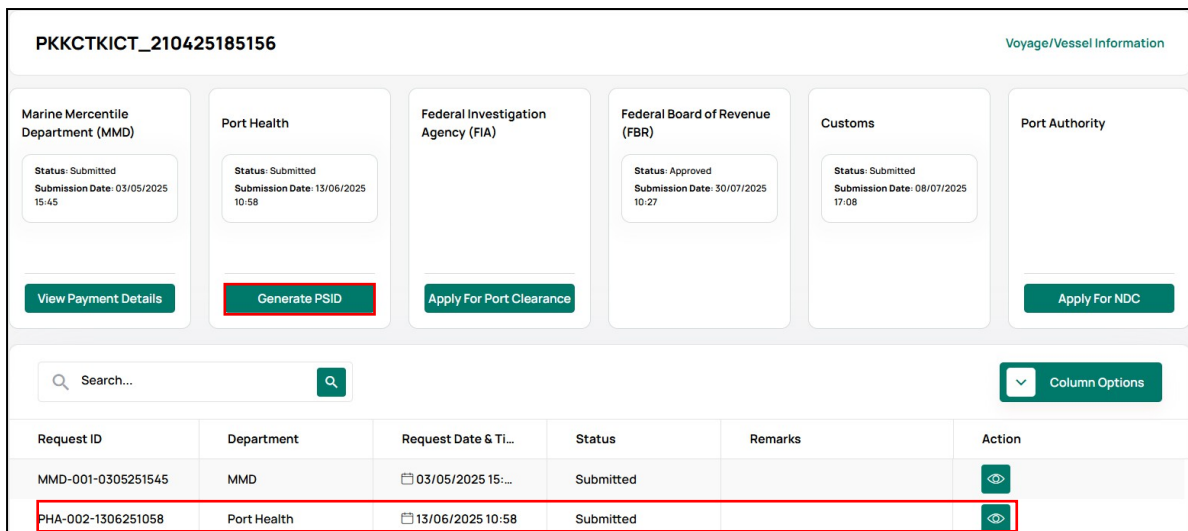 PKKCTKICT_210425185156
Voyage/Vessel Information
Marine Mercentile
Department (MMD)
Status: Submitted
Submission Date: 03/05/2025
15:45
View Payment Details
Port Health
Status: Submitted
Submission Date: 13/06/2025
10:58
Generate PSID
Federal Investigation
Agency (FIA)
Apply For Port Clearance
Federal Board of Revenue
(FBR)
Status: Approved
Submission Date: 30/07/2025
10:27
Customs
Status: Submitted
Submission Date: 08/07/2025
17:08
Port Authority
Apply For NDC
Search...
Column Options
Request ID Department Request Date & Ti... Status Remarks Action
MMD-001-0305251545 MMD 03/05/2025 15:... Submitted
PHA-002-1306251058 Port Health 13/06/2025 10:58 Submitted